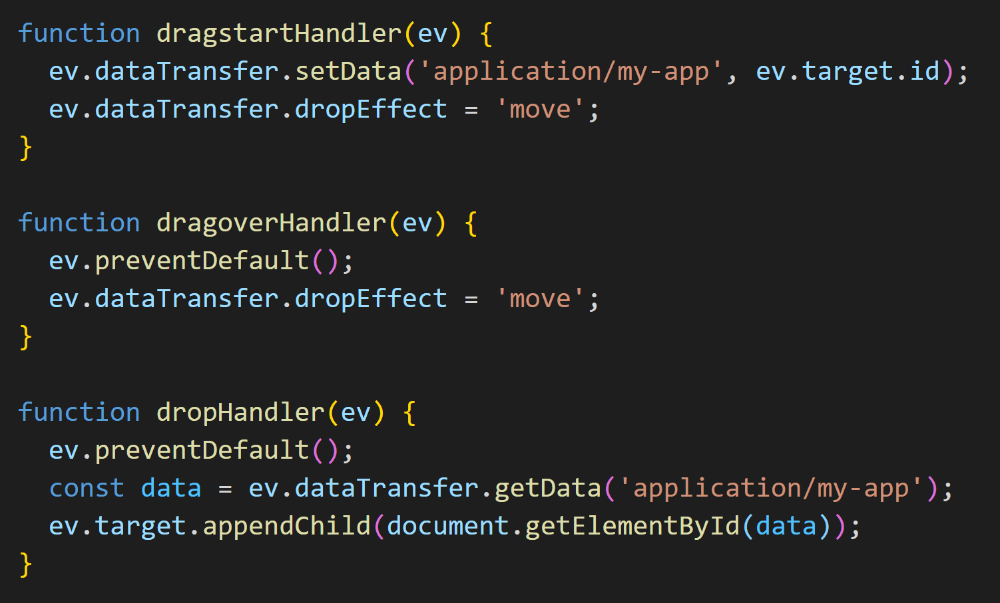 function dragstartHandler(ev) {
  ev.dataTransfer.setData('application/my-app', ev.target.id);
  ev.dataTransfer.dropEffect = 'move';
}

function dragoverHandler(ev) {
  ev.preventDefault();
  ev.dataTransfer.dropEffect = 'move';
}

function dropHandler(ev) {
  ev.preventDefault();
  const data = ev.dataTransfer.getData('application/my-app');
  ev.target.appendChild(document.getElementById(data));
}